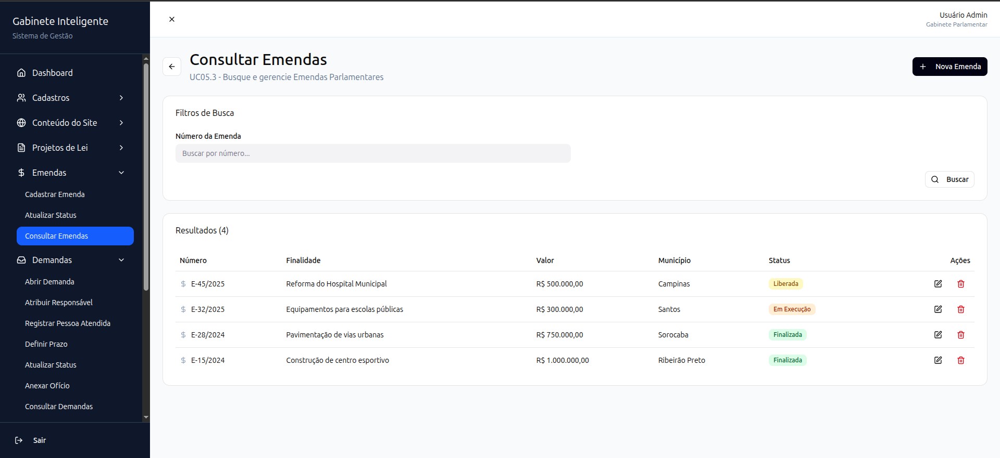 Gabinete Inteligente
Sistema de Gestão
Dashboard
Cadastros
Conteúdo do Site
Projetos de Lei
Emendas
Cadastrar Emenda
Atualizar Status
Consultar Emendas
Demandas
Abrir Demanda
Atribuir Responsável
Registrar Pessoa Atendida
Definir Prazo
Atualizar Status
Anexar Ofício
Consultar Demandas
Sair
Usuário Admin
Gabinete Parlamentar
Consultar Emendas
UC05.3 - Busque e gerencie Emendas Parlamentares
Nova Emenda
Filtros de Busca
Número da Emenda
Buscar por número...
Buscar
Resultados (4)
Número Finalidade Valor Município Status Ações
$ E-45/2025 Reforma do Hospital Municipal R$ 500.000,00 Campinas Liberada
$ E-32/2025 Equipamentos para escolas públicas R$ 300.000,00 Santos Em Execução
$ E-28/2024 Pavimentação de vias urbanas R$ 750.000,00 Sorocaba Finalizada
$ E-15/2024 Construção de centro esportivo R$ 1.000.000,00 Ribeirão Preto Finalizada